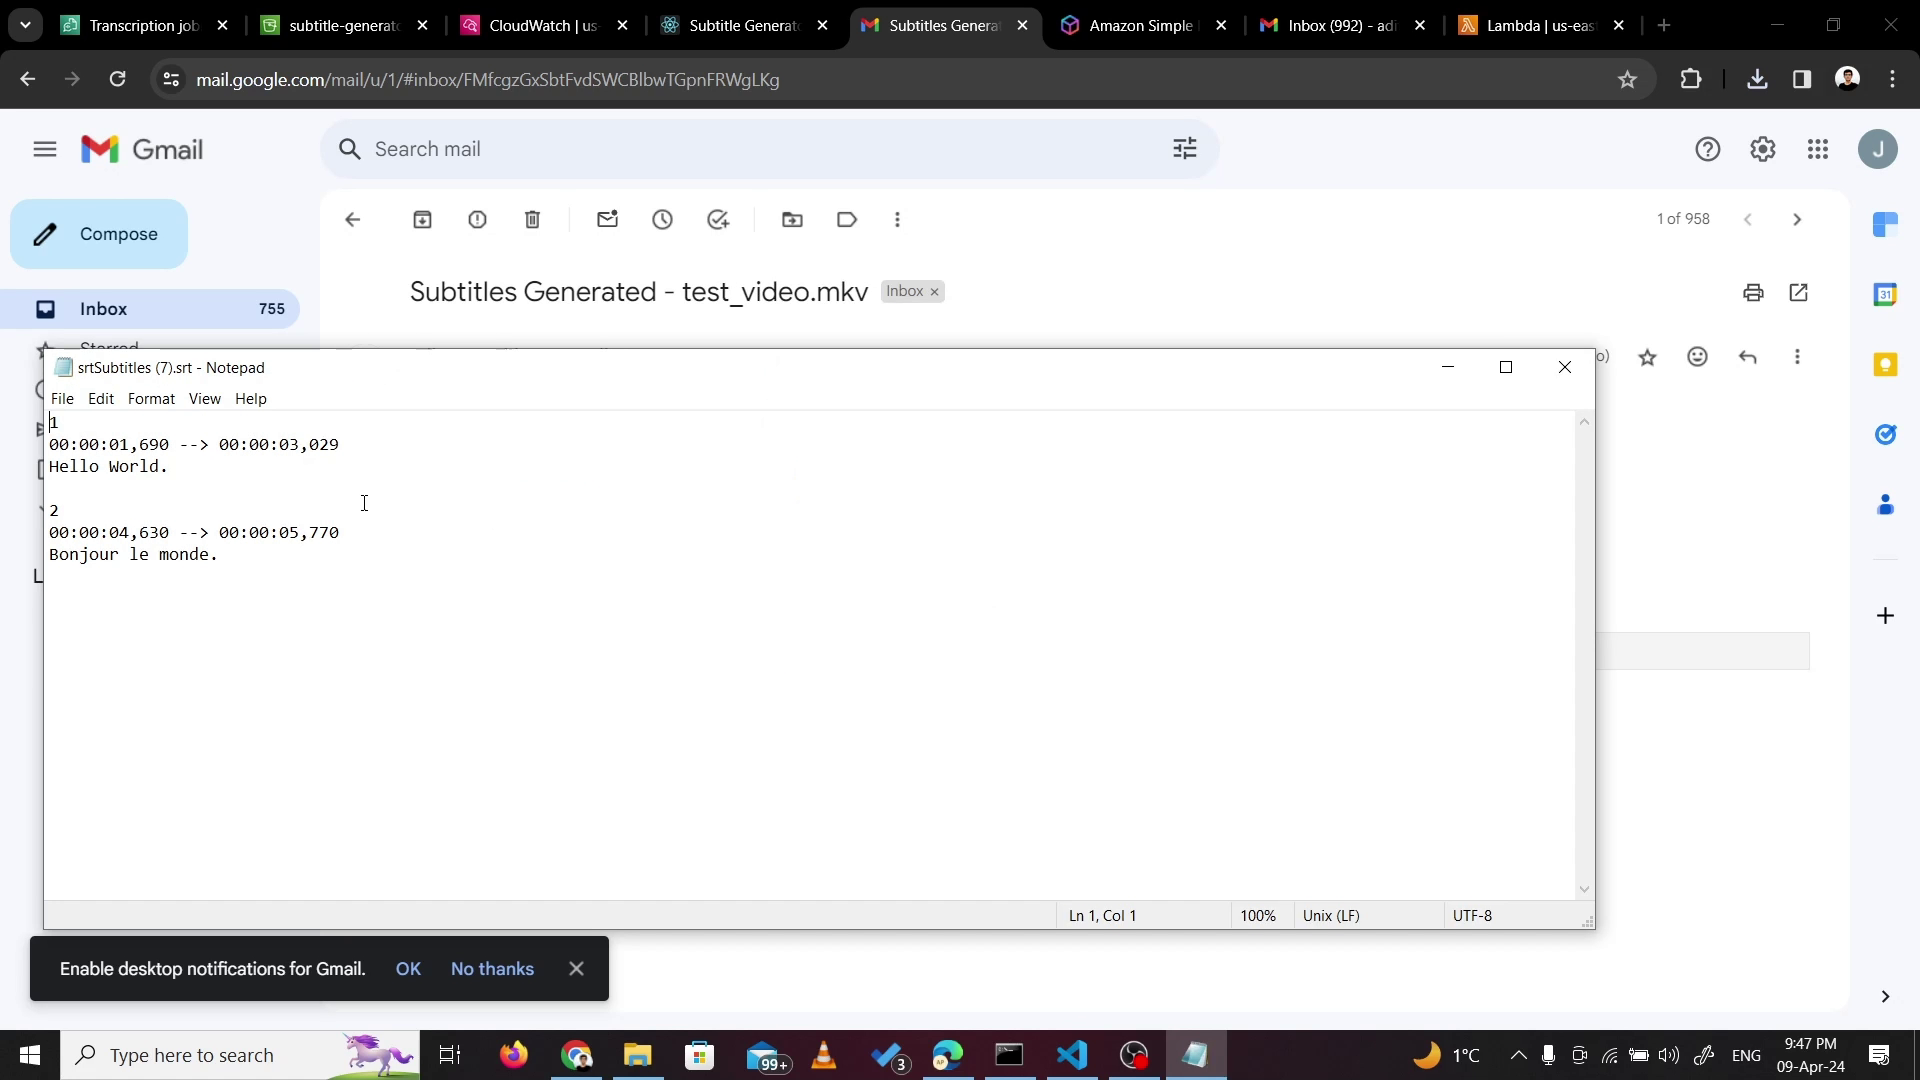 Transcription job
subtitle-generato
CloudWatch | us-
Subtitle Generato
Subtitles Genera
Amazon Simple
Inbox (992) - adi
Lambda | us-eas
mail.google.com/mail/u/1/#inbox/FMfcgzGxSbtFvdSWCBlbwTGpnFRWgLKg
Gmail
Search mail
J
Compose
1 of 958
Subtitles Generated - test_video.mkv
Inbox ×
Inbox 755
31
srtSubtitles (7).srt - Notepad
File Edit Format View Help
1
00:00:01,690 --> 00:00:03,029
Hello World.
2
00:00:04,630 --> 00:00:05,770
Bonjour le monde.
Ln 1, Col 1
100%
Unix (LF)
UTF-8
Enable desktop notifications for Gmail. OK No thanks
Type here to search
99+
3
1°C
ENG
9:47 PM
09-Apr-24